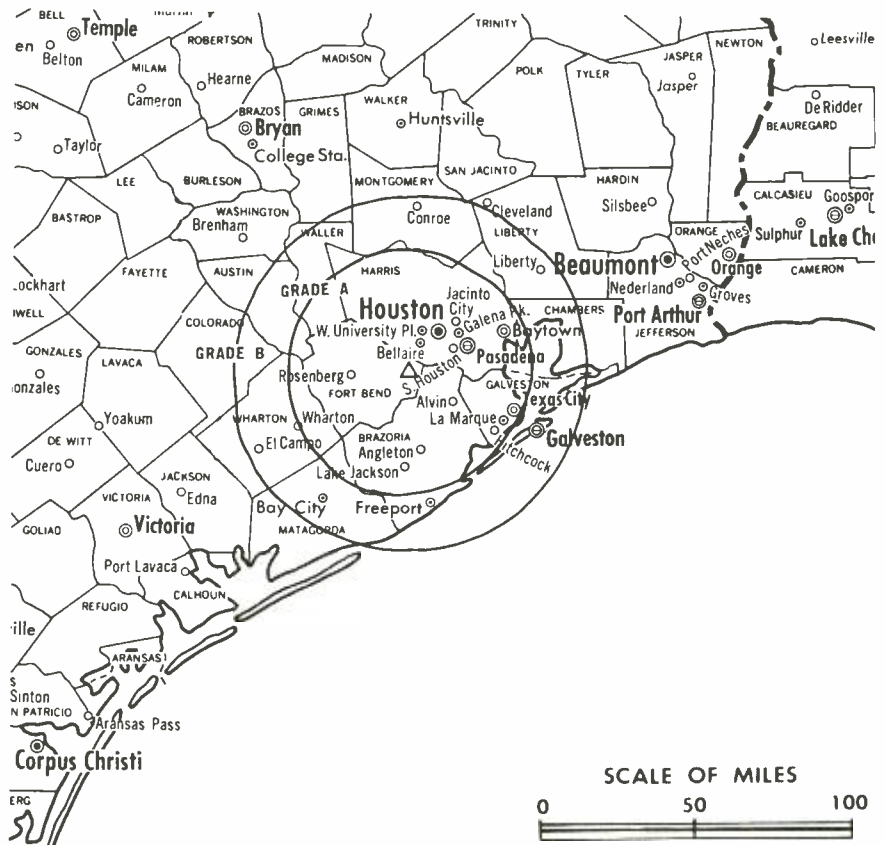 BELL
Temple
Belton
MILAM
Cameron
ROBERTSON
Hearne
MADISON
TRINITY
POLK
TYLER
JASPER
Jasper
NEWTON
Leesville
De Ridder
BEAUREGARD
Taylor
BRAZOS
Bryan
College Sta.
GRIMES
WALKER
Huntsville
SAN JACINTO
LEE
BURLESON
MONTGOMERY
HARDIN
Silsbee
CALCASIEU
Goospor
Sulphur
Lake Cha
BASTROP
WASHINGTON
Brenham
WALLER
Conroe
Cleveland
LIBERTY
Liberty
ORANGE
Port Neches
Orange
CAMERON
Beaumont
Nederland
Groves
Port Arthur
JEFFERSON
Lockhart
FAYETTE
AUSTIN
HARRIS
GRADE A
Houston
Jacinto
City
Galena Pk.
CHAMBERS
Baytown
W. University Pl.
Bellaire
S. Houston
Pasadena
COLORADO
GRADE B
GONZALES
LAVACA
Rosenberg
FORT BEND
GALVESTON
Texas City
Alvin
La Marque
Hitchcock
Galveston
Yoakum
WHARTON
Wharton
El Campo
BRAZORIA
Angleton
Lake Jackson
DE WITT
Cuero
JACKSON
Edna
Bay City
Freeport
MATAGORDA
VICTORIA
Victoria
GOLIAD
Port Lavaca
CALHOUN
REFUGIO
ARANSAS
Sinton
N PATRICIO
Aransas Pass
Corpus Christi
ERG
SCALE OF MILES
0 50 100